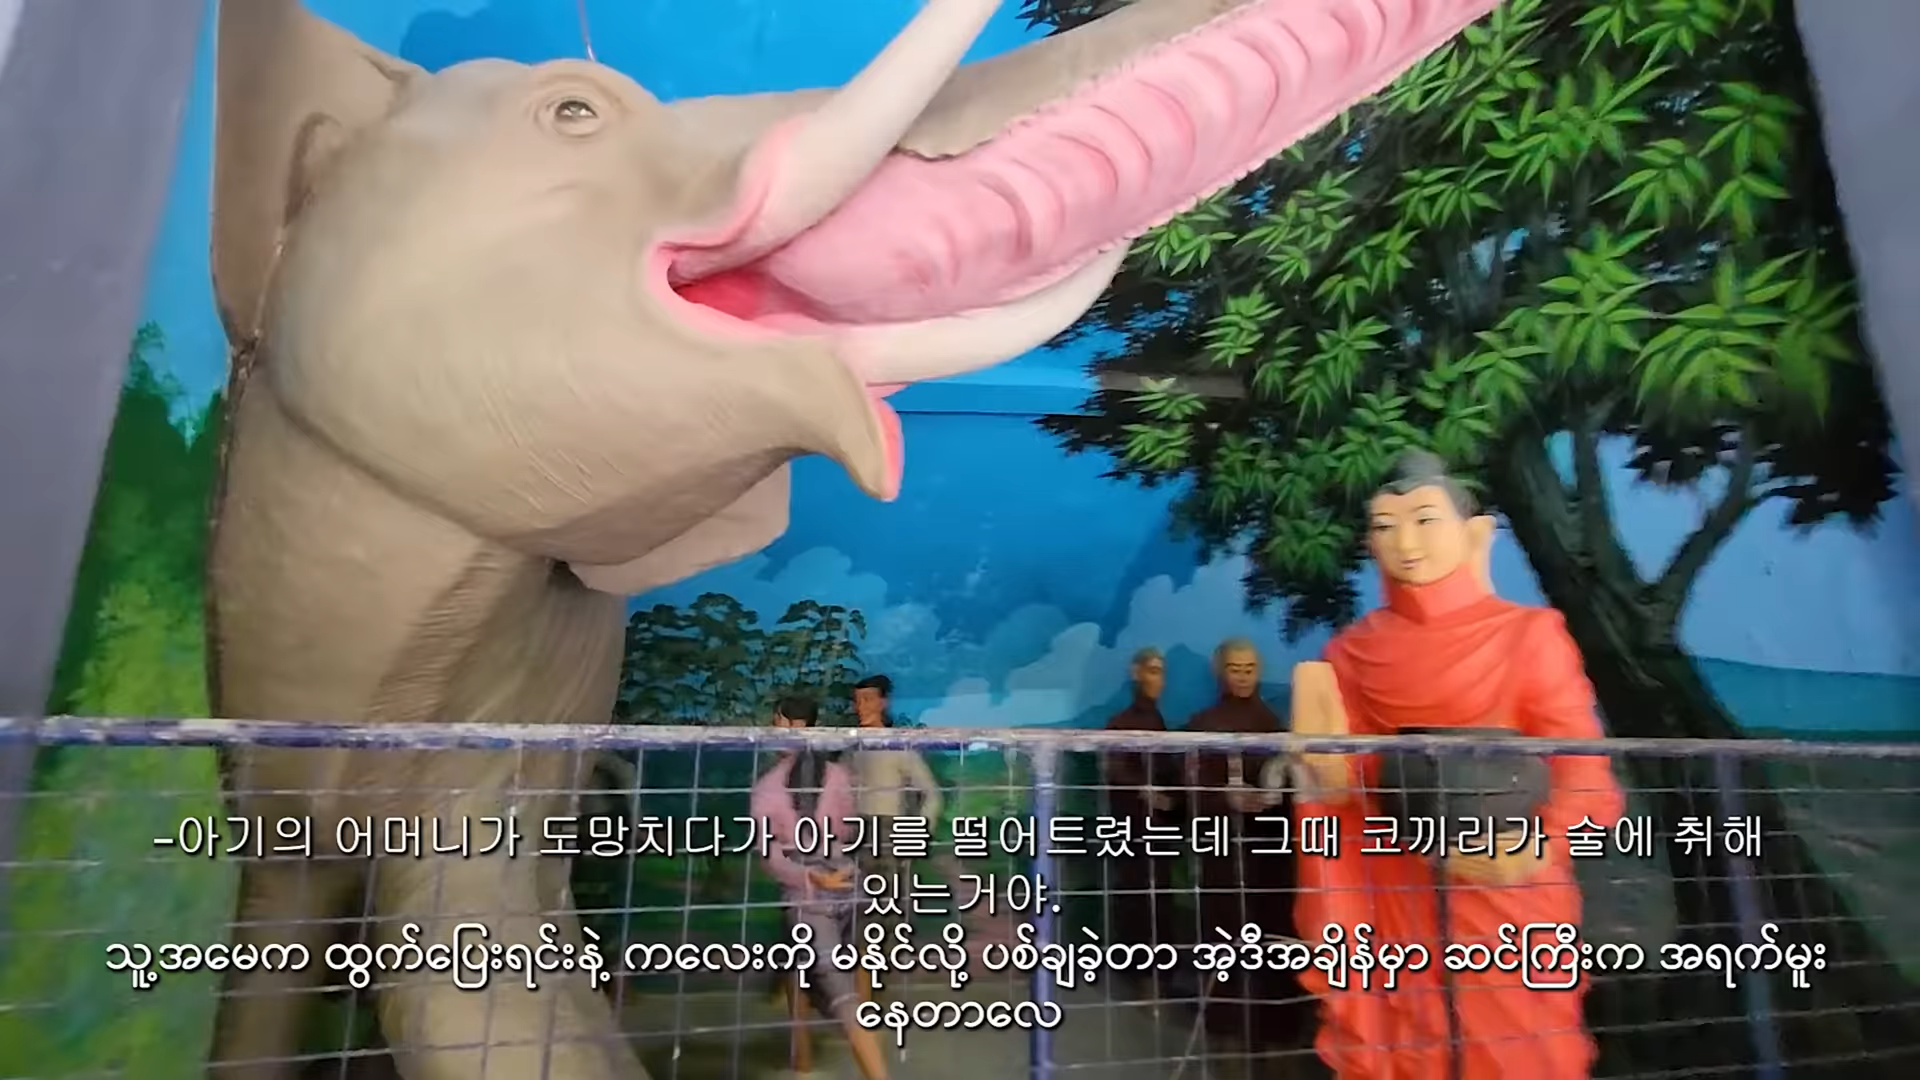 -아기의 어머니가 도망치다가 아기를 떨어트렸는데 그때 코끼리가 술에 취해
있는거야.
သူ့အမေက ထွက်ပြေးရင်းနဲ့ ကလေးကို မနိုင်လို့ ပစ်ချခဲ့တာ အဲ့ဒီအချိန်မှာ ဆင်ကြီးက အရက်မူး
နေတာလေ